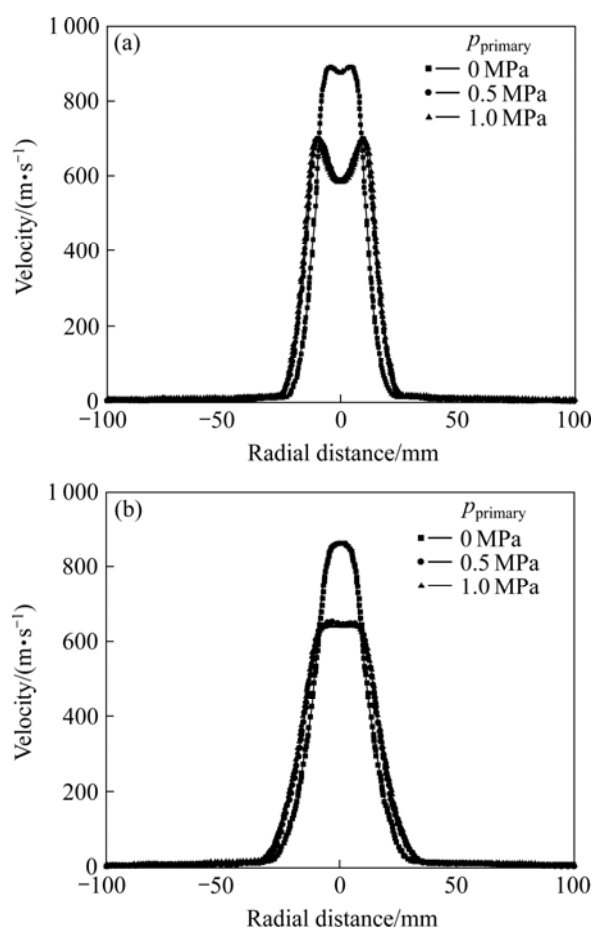 (a)
1 000
800
600
400
200
0
Velocity/(m•s⁻¹)
p_primary
0 MPa
0.5 MPa
1.0 MPa
−100
−50
0
50
100
Radial distance/mm
(b)
1 000
800
600
400
200
0
Velocity/(m•s⁻¹)
p_primary
0 MPa
0.5 MPa
1.0 MPa
−100
−50
0
50
100
Radial distance/mm